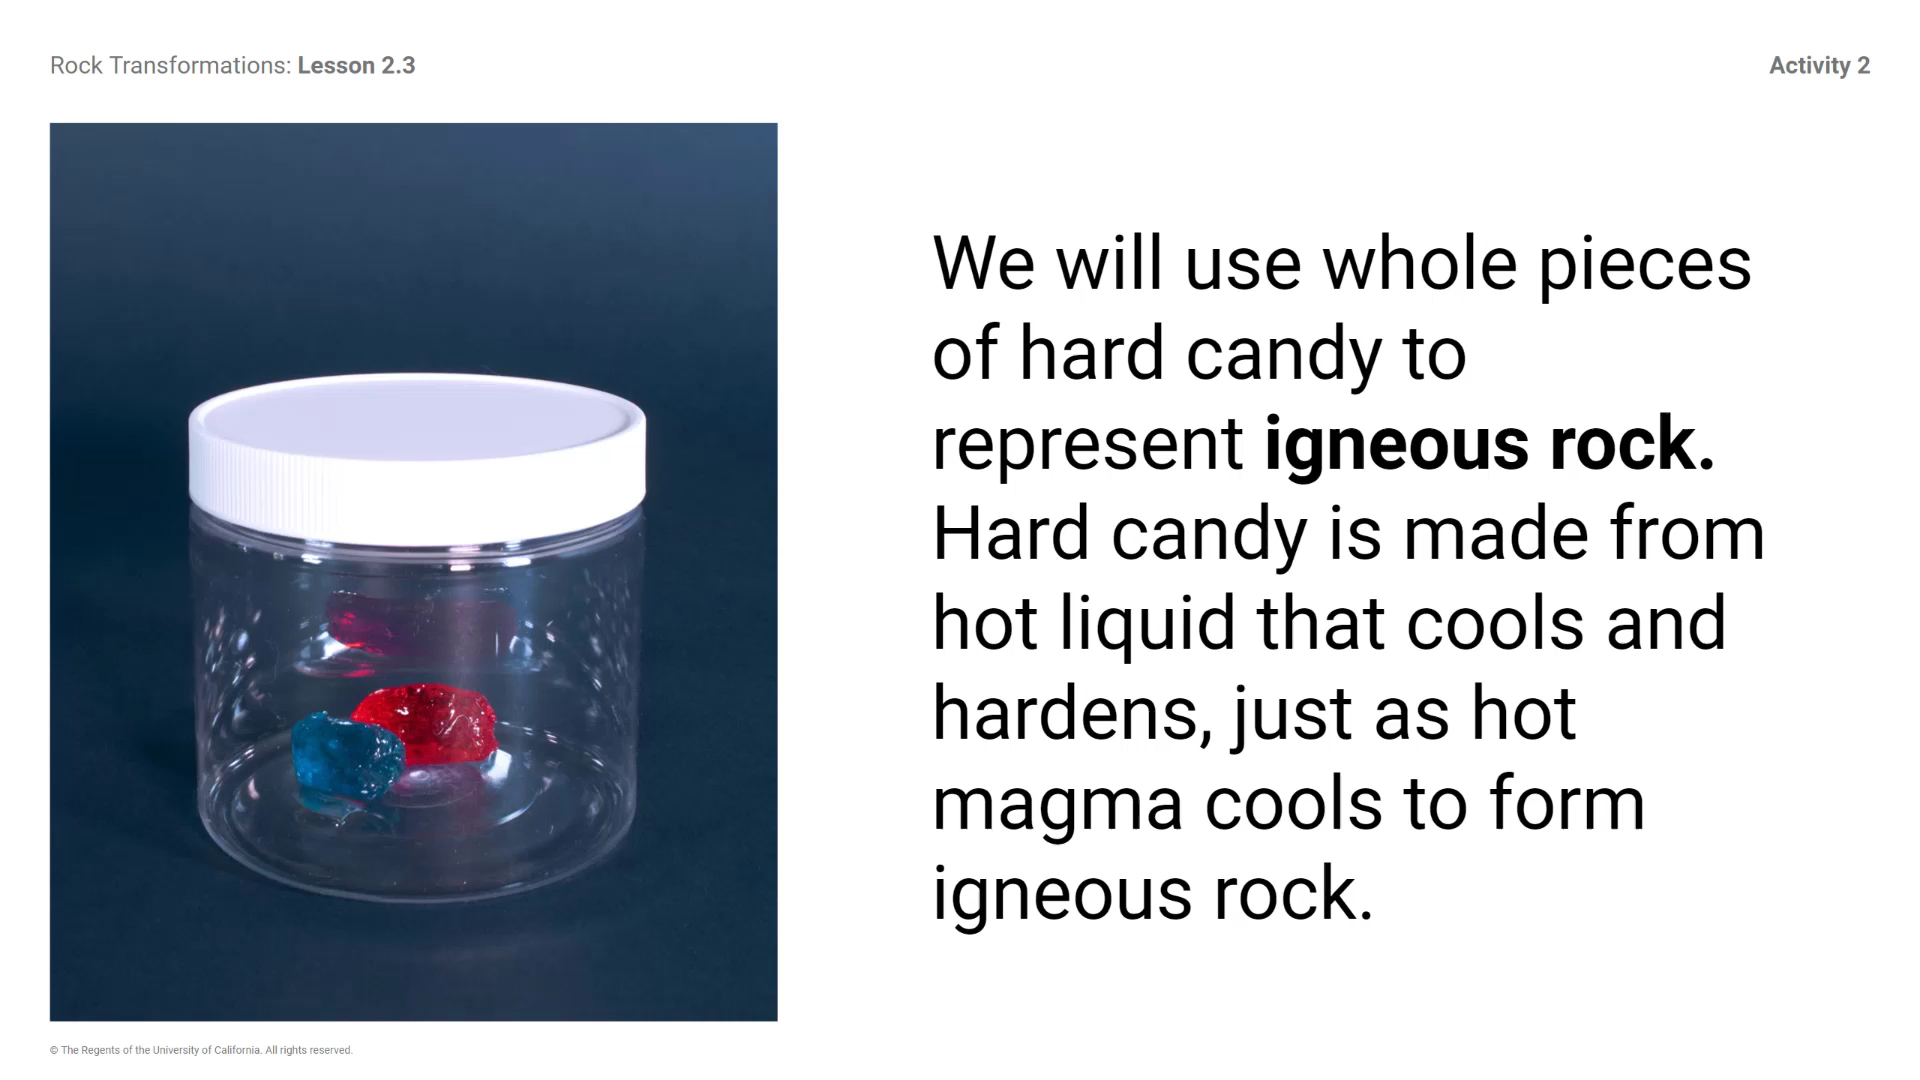 Rock Transformations: Lesson 2.3
Activity 2
We will use whole pieces
of hard candy to
represent igneous rock.
Hard candy is made from
hot liquid that cools and
hardens, just as hot
magma cools to form
igneous rock.
© The Regents of the University of California. All rights reserved.